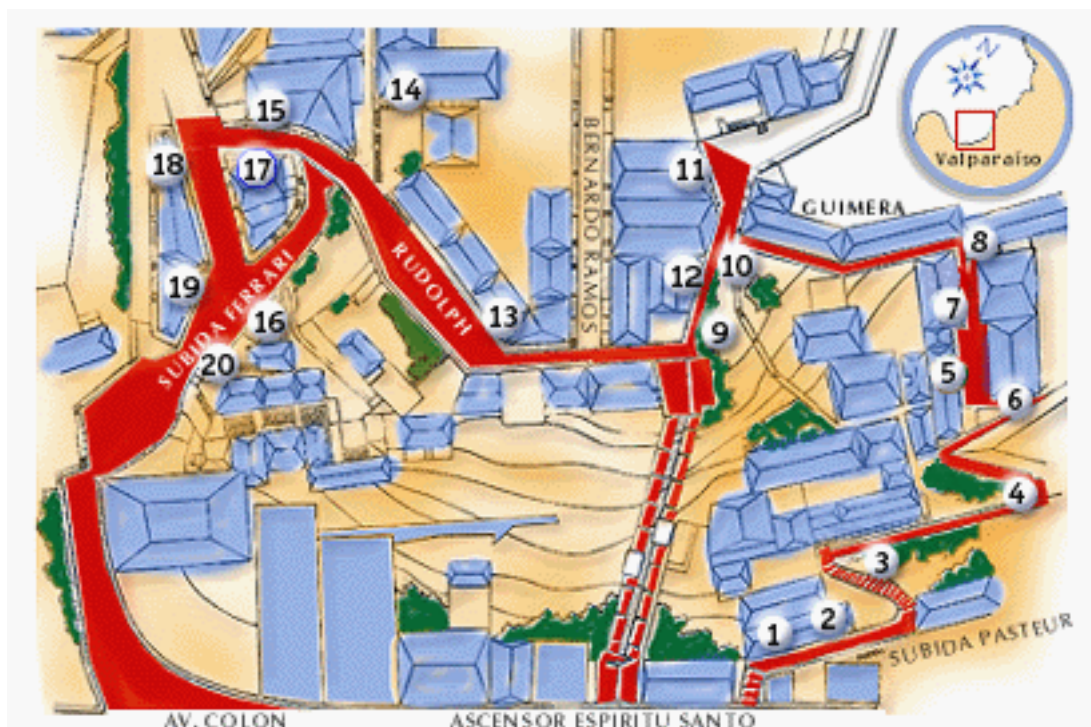 N
Valparaíso
15
14
18
17
11
BERNARDO RAMOS
GUIMERA
8
19
SUBIDA FERRARI
RUDOLPH
12
10
7
16
13
9
20
5
6
4
3
1
2
SUBIDA PASTEUR
AV. COLON
ASCENSOR ESPIRITU SANTO